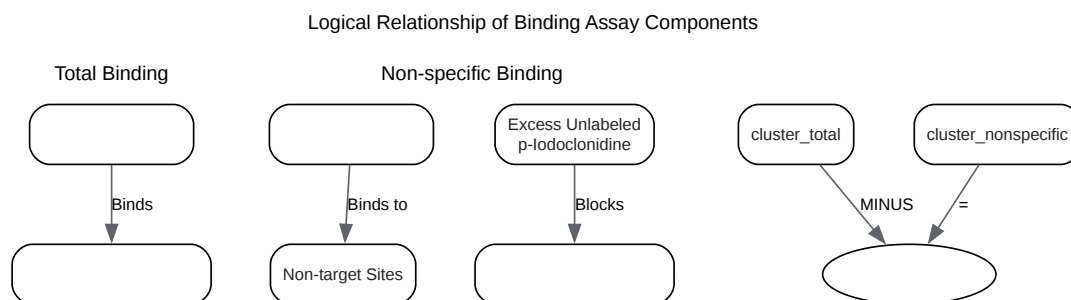 Logical Relationship of Binding Assay Components
Total Binding
Non-specific Binding
Excess Unlabeled
p-Iodoclonidine
cluster_total
cluster_nonspecific
Binds
Binds to
Blocks
MINUS
=
Non-target Sites